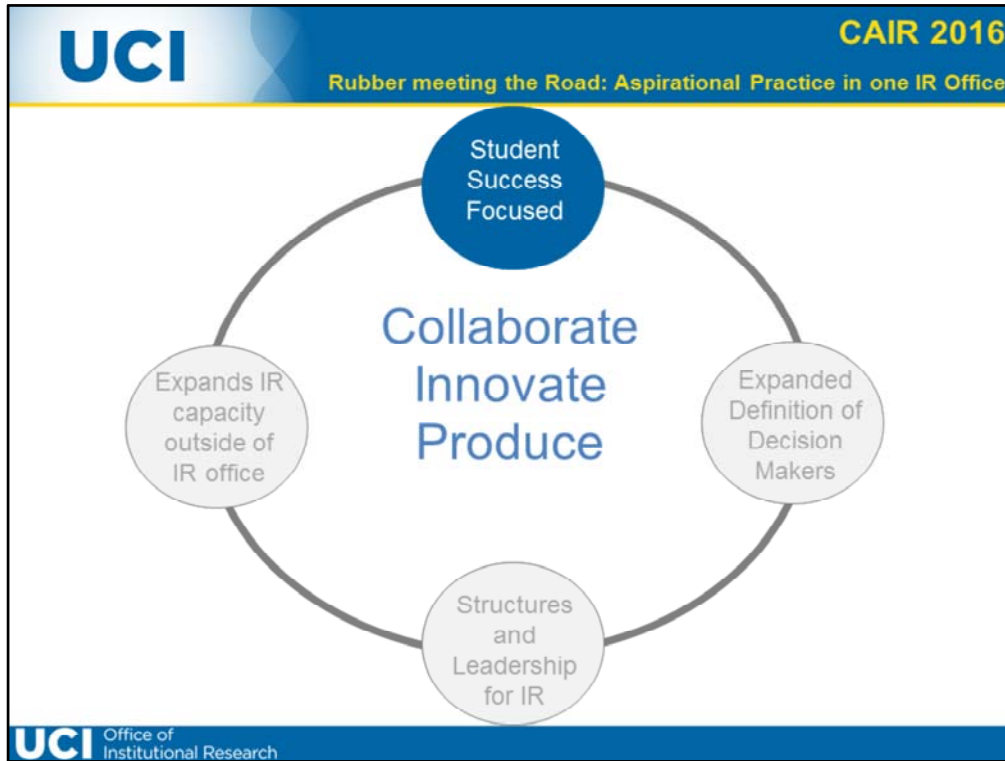 UCI
CAIR 2016
Rubber meeting the Road: Aspirational Practice in one IR Office
Student
Success
Focused
Collaborate
Innovate
Produce
Expands IR
capacity
outside of
IR office
Expanded
Definition of
Decision
Makers
Structures
and
Leadership
for IR
UCI
Office of
Institutional Research